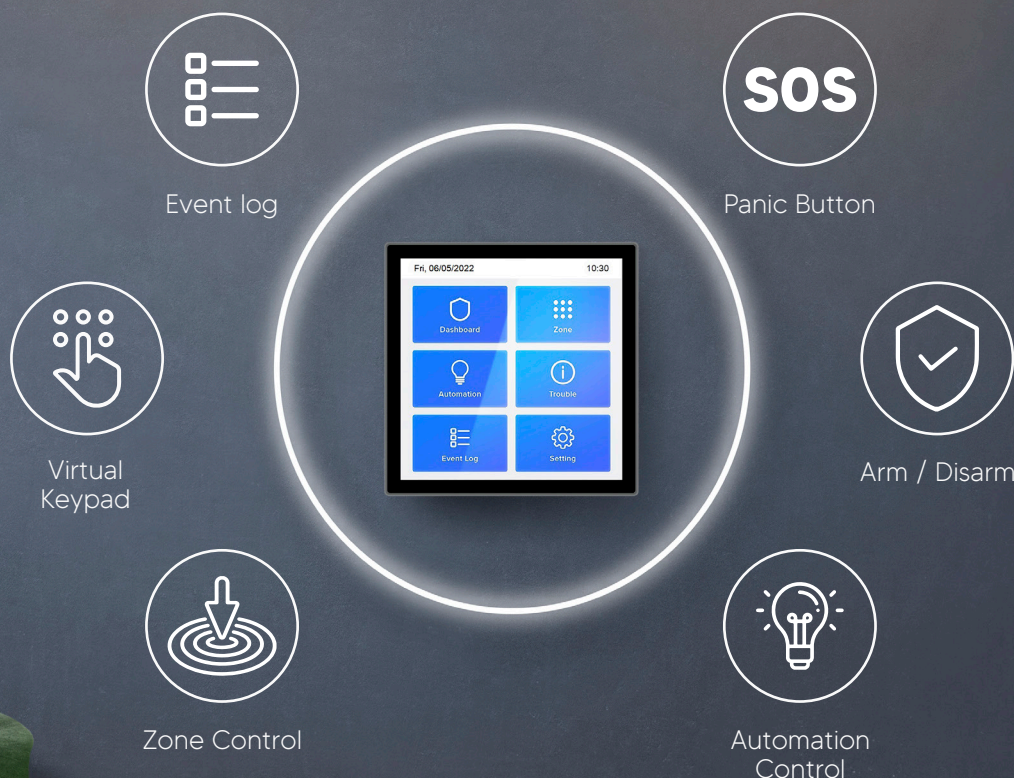 SOS
Event log
Panic Button
Fri, 06/05/2022
10:30
Dashboard
Zone
Automation
Trouble
Event Log
Setting
Virtual
Keypad
Arm / Disarm
Zone Control
Automation
Control